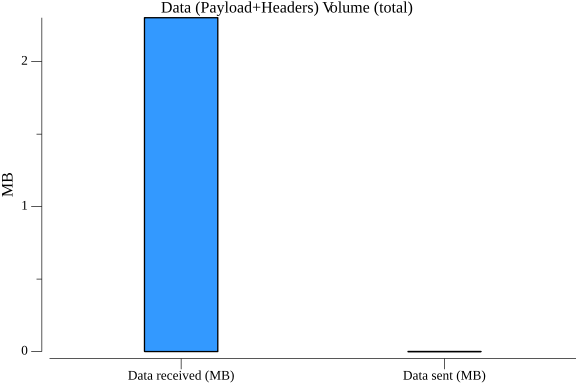 Data (Payload+Headers) Volume (total)
2
1
0
MB
Data received (MB)
Data sent (MB)